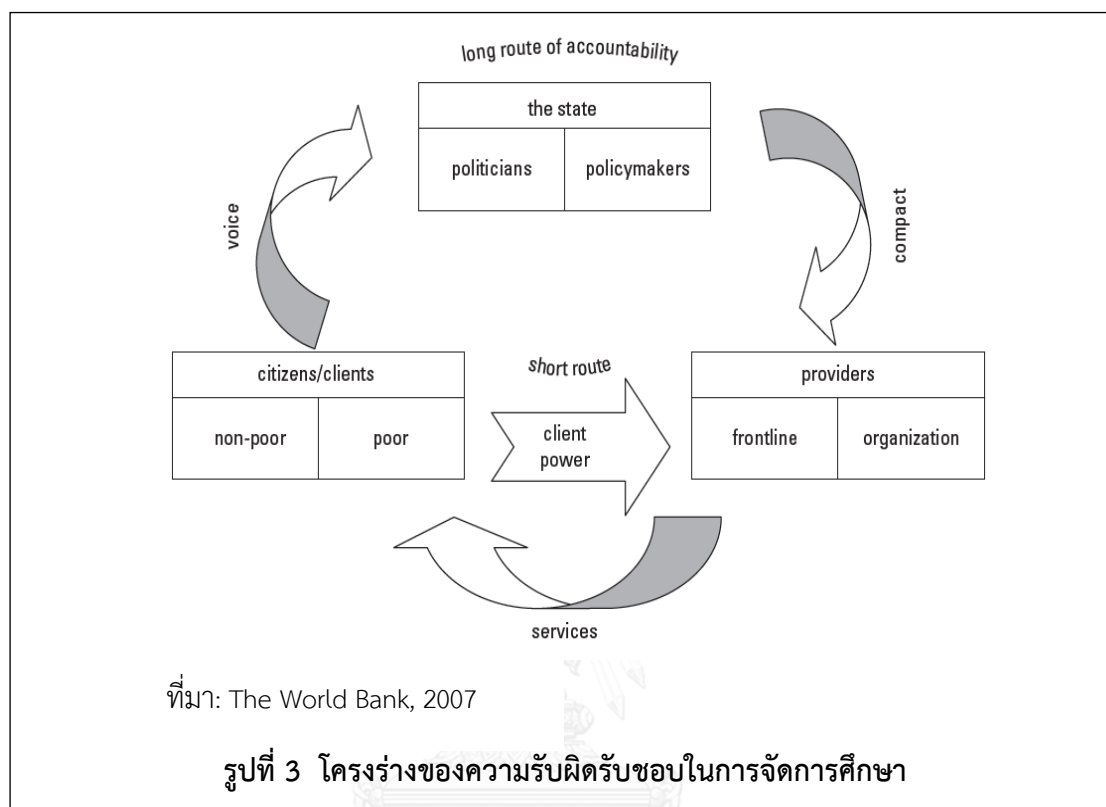 long route of accountability
the state
politicians
policymakers
voice
compact
citizens/clients
non-poor
poor
short route
client
power
providers
frontline
organization
services
ที่มา: The World Bank, 2007
รูปที่ 3 โครงร่างของความรับผิดรับชอบในการจัดการศึกษา